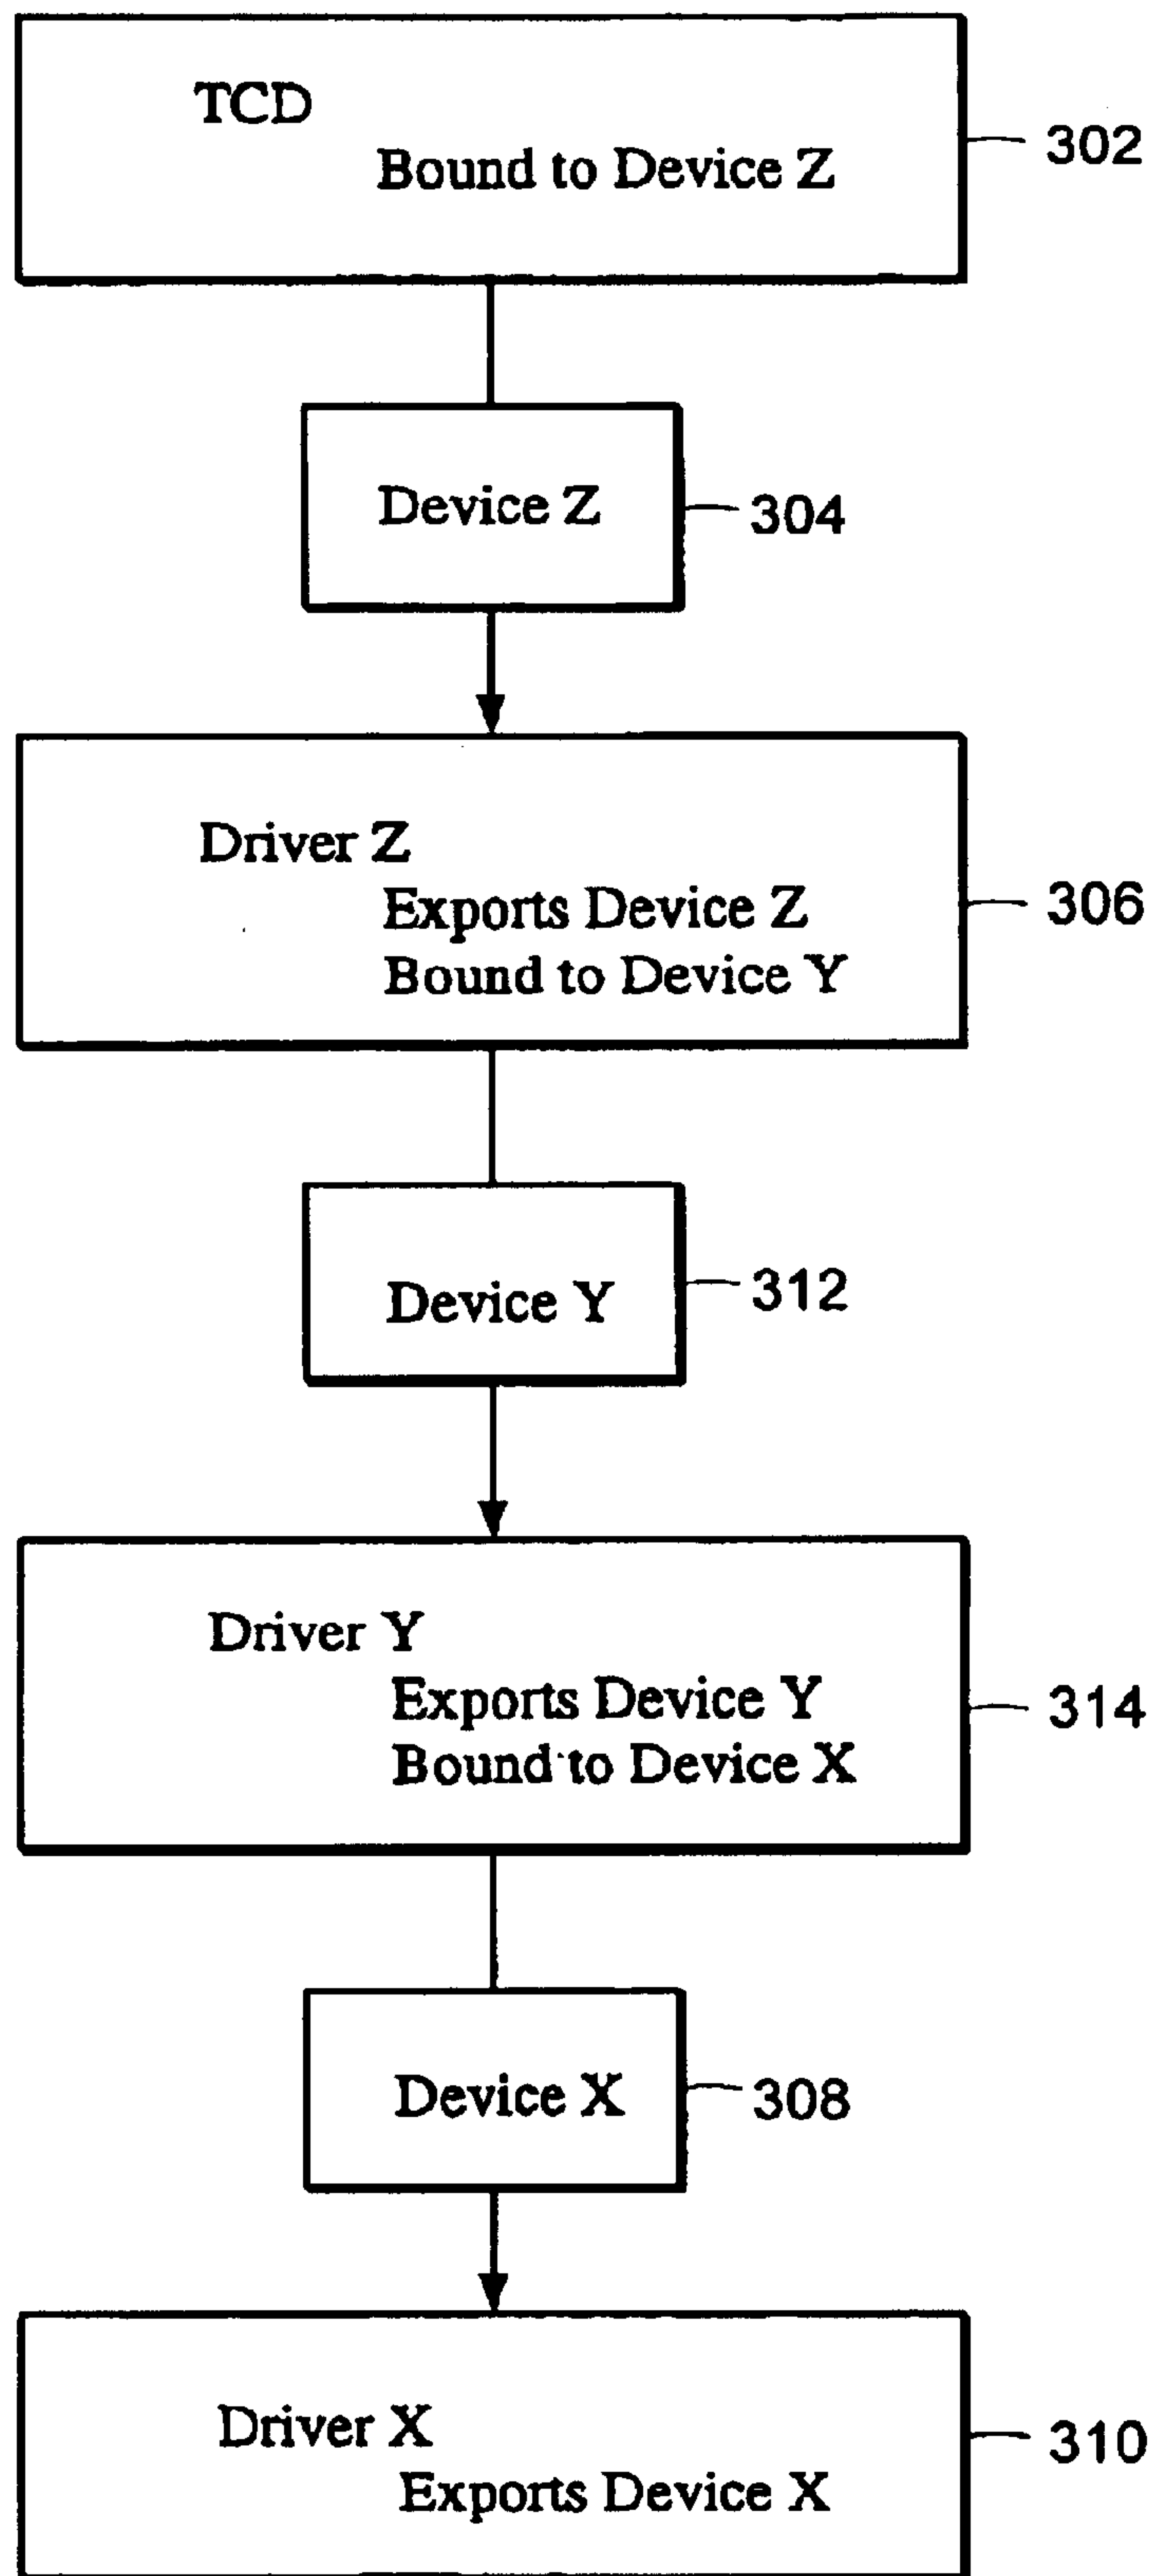 TCD
Bound to Device Z
302
Device Z
304
Driver Z
Exports Device Z
Bound to Device Y
306
Device Y
312
Driver Y
Exports Device Y
Bound to Device X
314
Device X
308
Driver X
Exports Device X
310